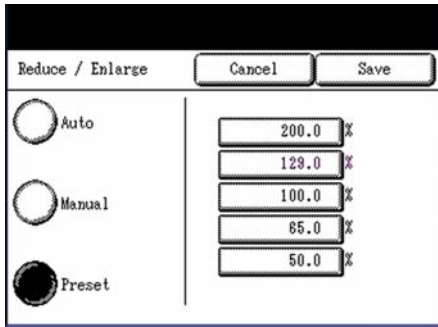 Reduce / Enlarge
Cancel
Save
Auto
Manual
Preset
200.0 %
129.0 %
100.0 %
65.0 %
50.0 %